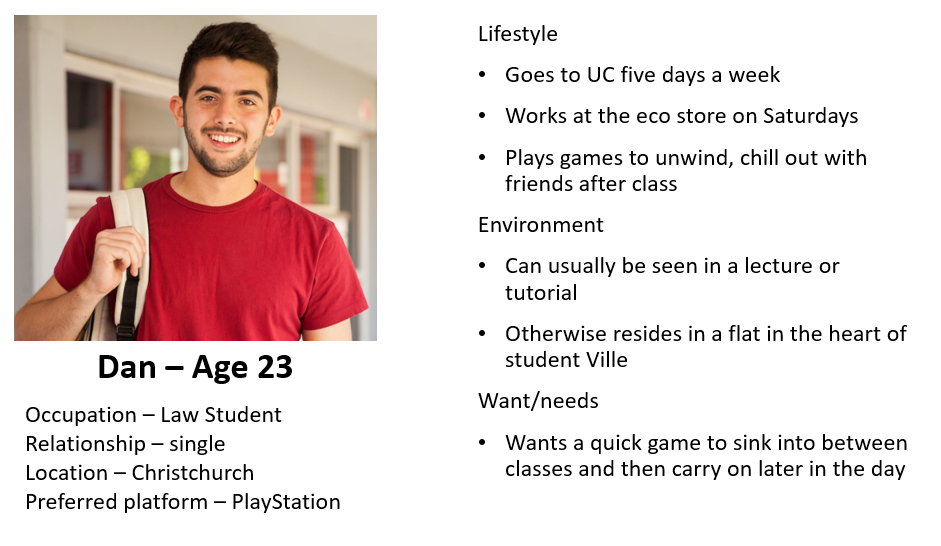 Dan – Age 23
Occupation – Law Student
Relationship – single
Location – Christchurch
Preferred platform – PlayStation
Lifestyle
• Goes to UC five days a week
• Works at the eco store on Saturdays
• Plays games to unwind, chill out with
friends after class
Environment
• Can usually be seen in a lecture or
tutorial
• Otherwise resides in a flat in the heart of
student Ville
Want/needs
• Wants a quick game to sink into between
classes and then carry on later in the day